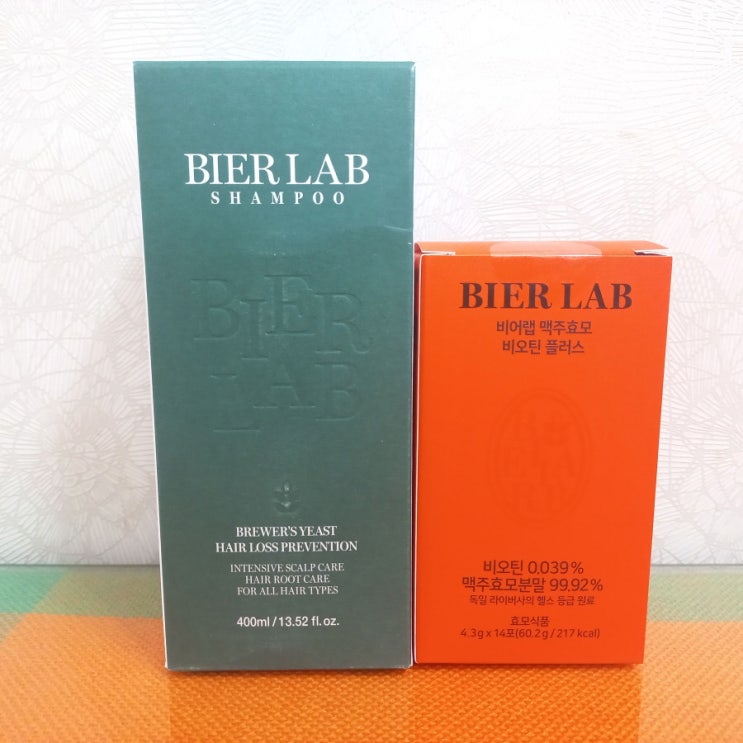 BIER LAB
SHAMPOO
BIER
LAB
BREWER'S YEAST
HAIR LOSS PREVENTION
INTENSIVE SCALP CARE
HAIR ROOT CARE
FOR ALL HAIR TYPES
400ml / 13.52 fl. oz.
BIER LAB
비어랩 맥주효모
비오틴 플러스
비오틴 0.039%
맥주효모분말 99.92%
독일 라이버사의 헬스 등급 원료
효모식품
4.3g x 14포(60.2g / 217 kcal)